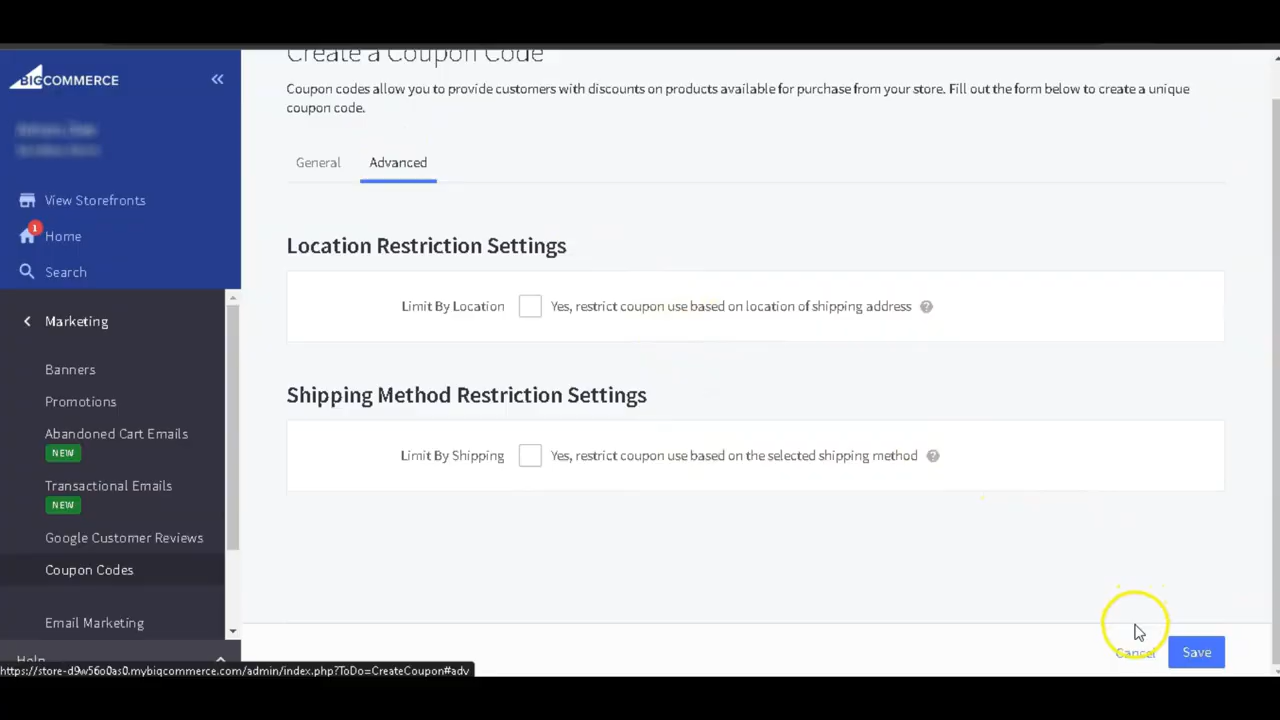 Create a Coupon Code
BIGCOMMERCE
Coupon codes allow you to provide customers with discounts on products available for purchase from your store. Fill out the form below to create a unique
coupon code.
General
Advanced
View Storefronts
1
Home
Search
Location Restriction Settings
Limit By Location
Yes, restrict coupon use based on location of shipping address
?
Marketing
Banners
Promotions
Abandoned Cart Emails
NEW
Transactional Emails
NEW
Google Customer Reviews
Coupon Codes
Email Marketing
Shipping Method Restriction Settings
Limit By Shipping
Yes, restrict coupon use based on the selected shipping method
?
Cancel
Save
Help
https://store-d9w56o0as0.mybigcommerce.com/admin/index.php?ToDo=CreateCoupon#adv